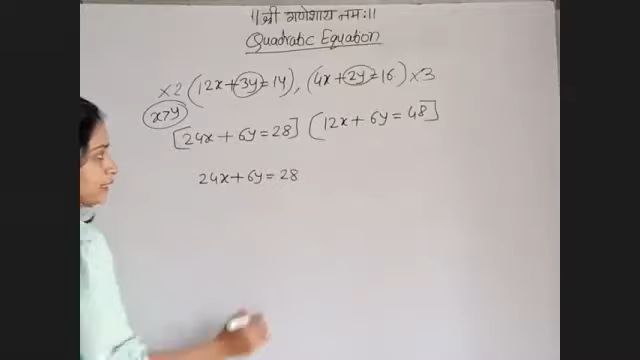 ||श्री गणेशाय नमः||
Quadratic Equation
×2 (12x+3y=14), (4x+2y=16) ×3
x>y
[24x+6y=28] (12x+6y=48]
24x+6y=28